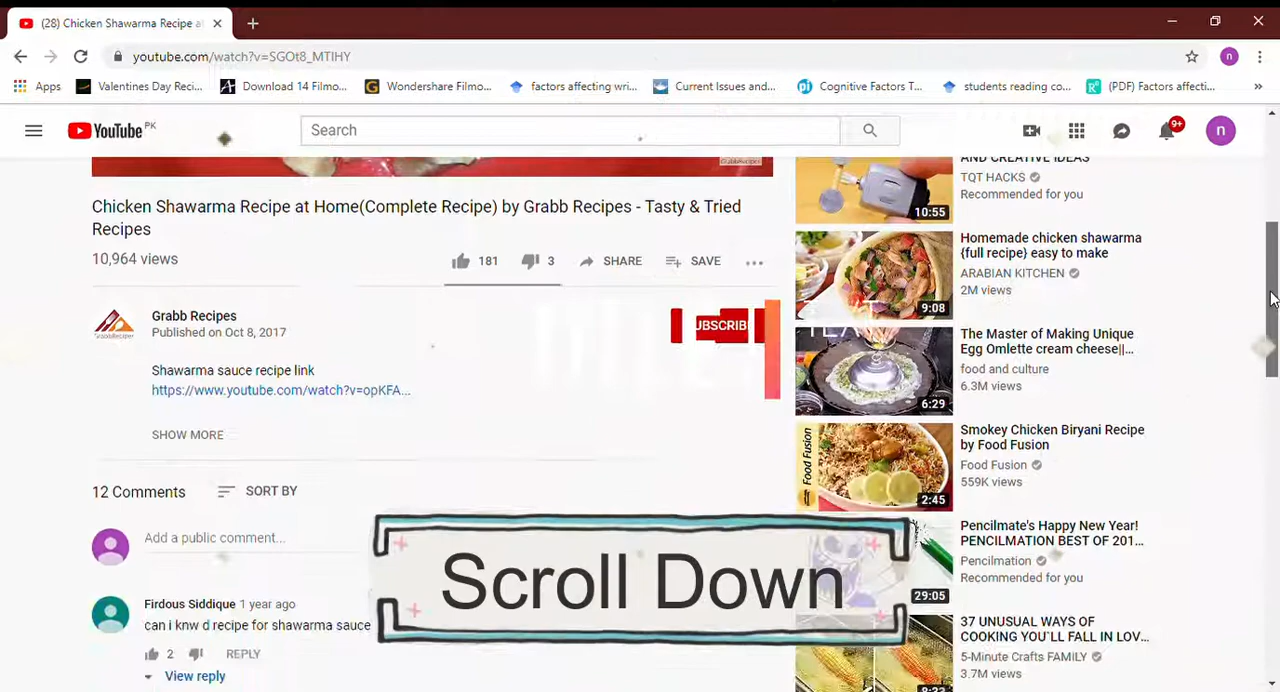 (28) Chicken Shawarma Recipe at
youtube.com/watch?v=SGOt8_MTIHY
n
Apps
Valentines Day Reci...
Download 14 Filmo...
Wondershare Filmo...
factors affecting wri...
Current Issues and...
Cognitive Factors T...
students reading co...
(PDF) Factors affecti...
YouTube PK
Search
9+
n
AND CREATIVE IDEAS
TQT HACKS
Recommended for you
10:55
Chicken Shawarma Recipe at Home(Complete Recipe) by Grabb Recipes - Tasty & Tried
Recipes
10,964 views
181
3
SHARE
SAVE
Homemade chicken shawarma
{full recipe} easy to make
ARABIAN KITCHEN
2M views
9:08
Grabb Recipes
Published on Oct 8, 2017
UBSCRIBE
Shawarma sauce recipe link
https://www.youtube.com/watch?v=opKFA...
SHOW MORE
The Master of Making Unique
Egg Omlette cream cheese||...
food and culture
6.3M views
6:29
Smokey Chicken Biryani Recipe
by Food Fusion
Food Fusion
559K views
Food Fusion
2:45
12 Comments
SORT BY
Add a public comment...
Scroll Down
Pencilmate's Happy New Year!
PENCILMATION BEST OF 201...
Pencilmation
Recommended for you
29:05
Firdous Siddique 1 year ago
can i knw d recipe for shawarma sauce
2
REPLY
View reply
37 UNUSUAL WAYS OF
COOKING YOU`LL FALL IN LOV...
5-Minute Crafts FAMILY
3.7M views